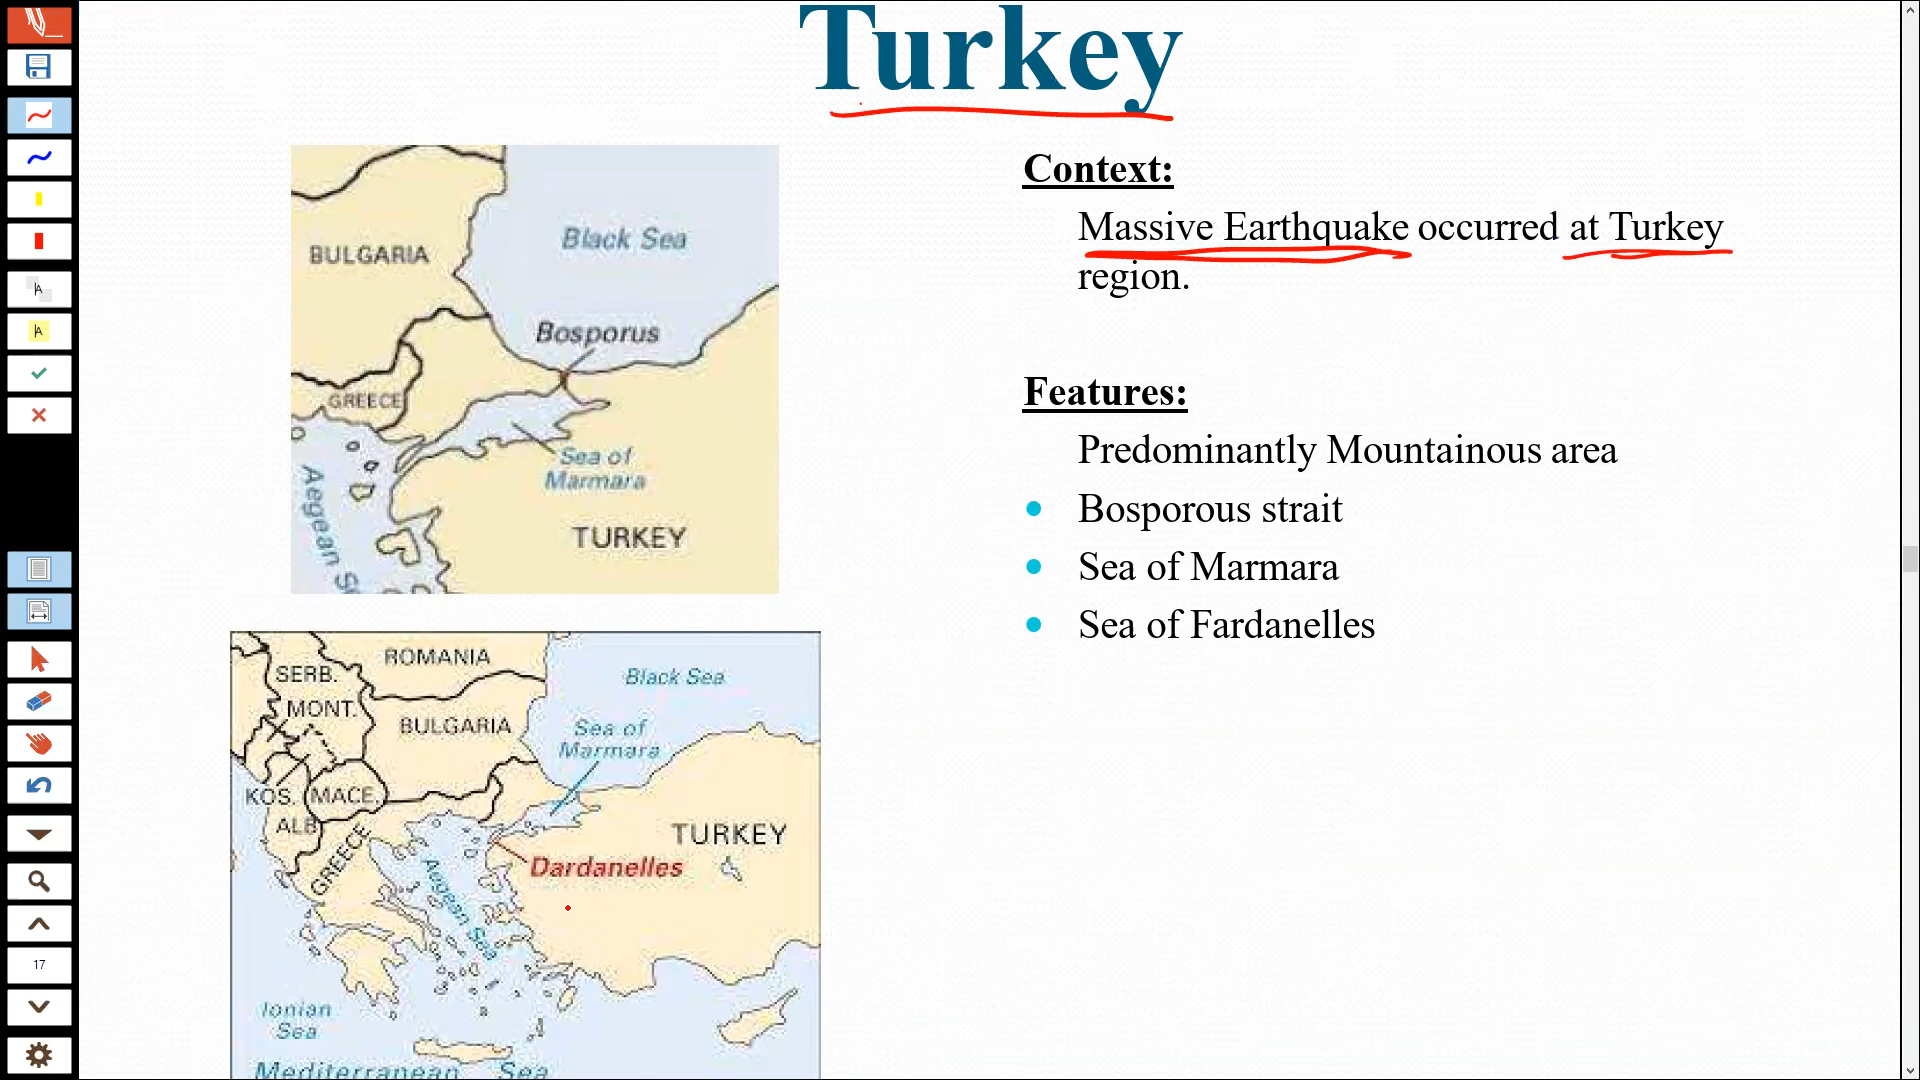 Turkey
BULGARIA
Black Sea
Bosporus
GREECE
Sea of
Marmara
Aegean S
TURKEY
Context:
Massive Earthquake occurred at Turkey
region.
Features:
Predominantly Mountainous area
Bosporous strait
Sea of Marmara
Sea of Fardanelles
ROMANIA
SERB.
Black Sea
MONT.
BULGARIA
Sea of
Marmara
KOS.
MACE.
ALB
GREECE
TURKEY
Dardanelles
Aegean Sea
Ionian
Sea
Mediterranean Sea
A
A
17